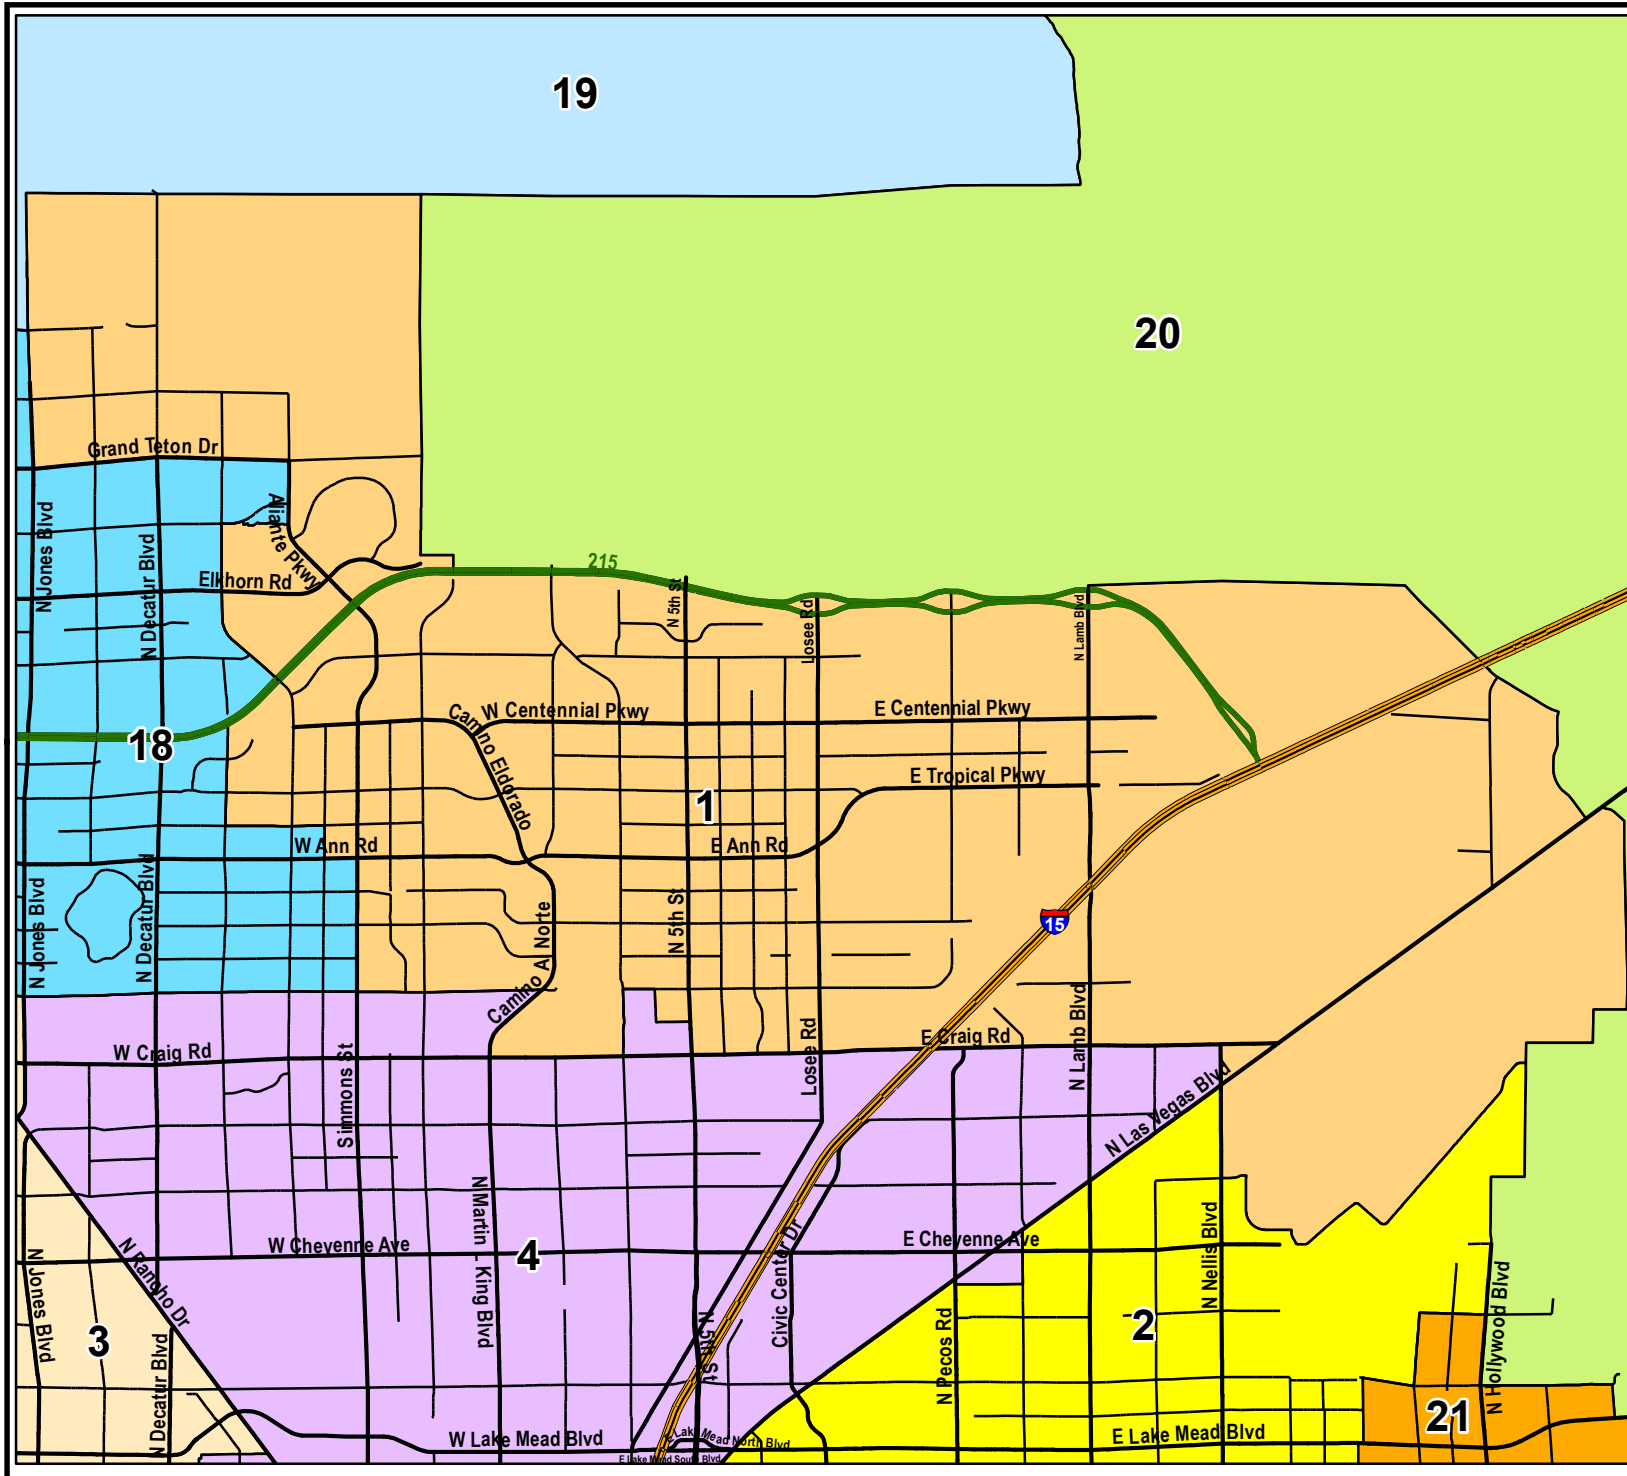 19
20
Grand Teton Dr
Aliante Pkwy
N Jones Blvd
N Decatur Blvd
Elkhorn Rd
215
N 5th St
Losee Rd
N Lamb Blvd
18
Camino Eldorado
W Centennial Pkwy
E Centennial Pkwy
E Tropical Pkwy
1
W Ann Rd
E Ann Rd
N Jones Blvd
N Decatur Blvd
N 5th St
15
Camino Al Norte
W Craig Rd
Simmons St
Losee Rd
E Craig Rd
N Lamb Blvd
N Las Vegas Blvd
N Martin L King Blvd
W Cheyenne Ave
4
E Cheyenne Ave
Civic Center Dr
N Nellis Blvd
N Rancho Dr
N Jones Blvd
3
N Decatur Blvd
N 5th St
N Pecos Rd
2
N Hollywood Blvd
21
W Lake Mead Blvd
E Lake Mead North Blvd
E Lake Mead South Blvd
E Lake Mead Blvd